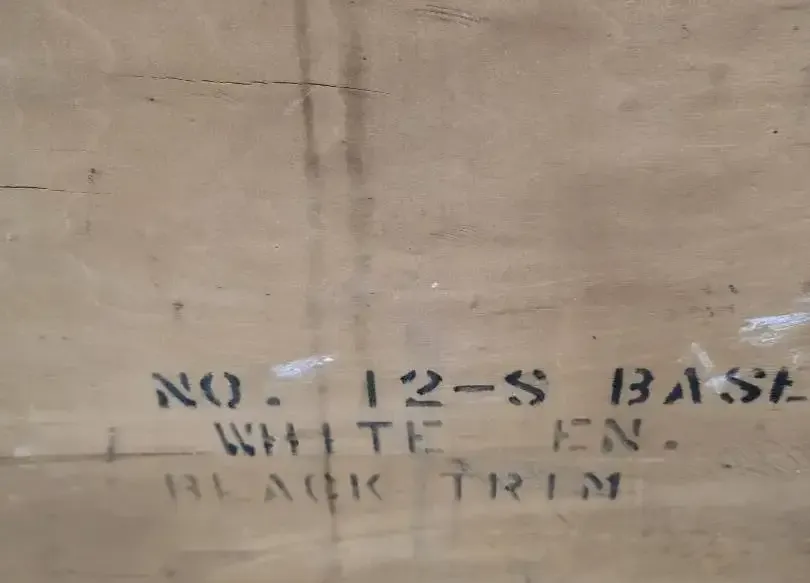 NO. 12-S BASE
WHITE EN.
BLACK TRIM